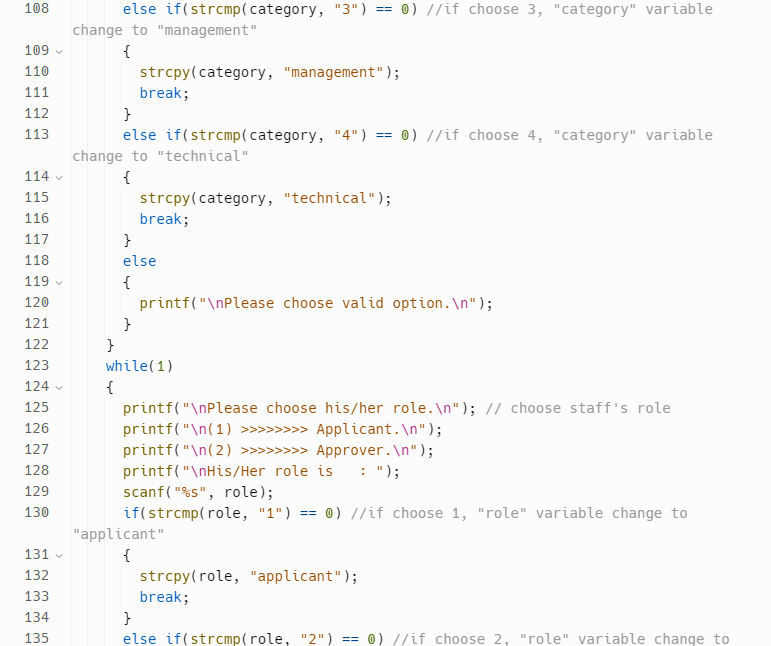 108 else if(strcmp(category, "3") == 0) //if choose 3, "category" variable
change to "management"
109 {
110 strcpy(category, "management");
111 break;
112 }
113 else if(strcmp(category, "4") == 0) //if choose 4, "category" variable
change to "technical"
114 {
115 strcpy(category, "technical");
116 break;
117 }
118 else
119 {
120 printf("\nPlease choose valid option.\n");
121 }
122 }
123 while(1)
124 {
125 printf("\nPlease choose his/her role.\n"); // choose staff's role
126 printf("\n(1) >>>>>>>> Applicant.\n");
127 printf("\n(2) >>>>>>>> Approver.\n");
128 printf("\nHis/Her role is   : ");
129 scanf("%s", role);
130 if(strcmp(role, "1") == 0) //if choose 1, "role" variable change to
"applicant"
131 {
132 strcpy(role, "applicant");
133 break;
134 }
135 else if(strcmp(role, "2") == 0) //if choose 2, "role" variable change to